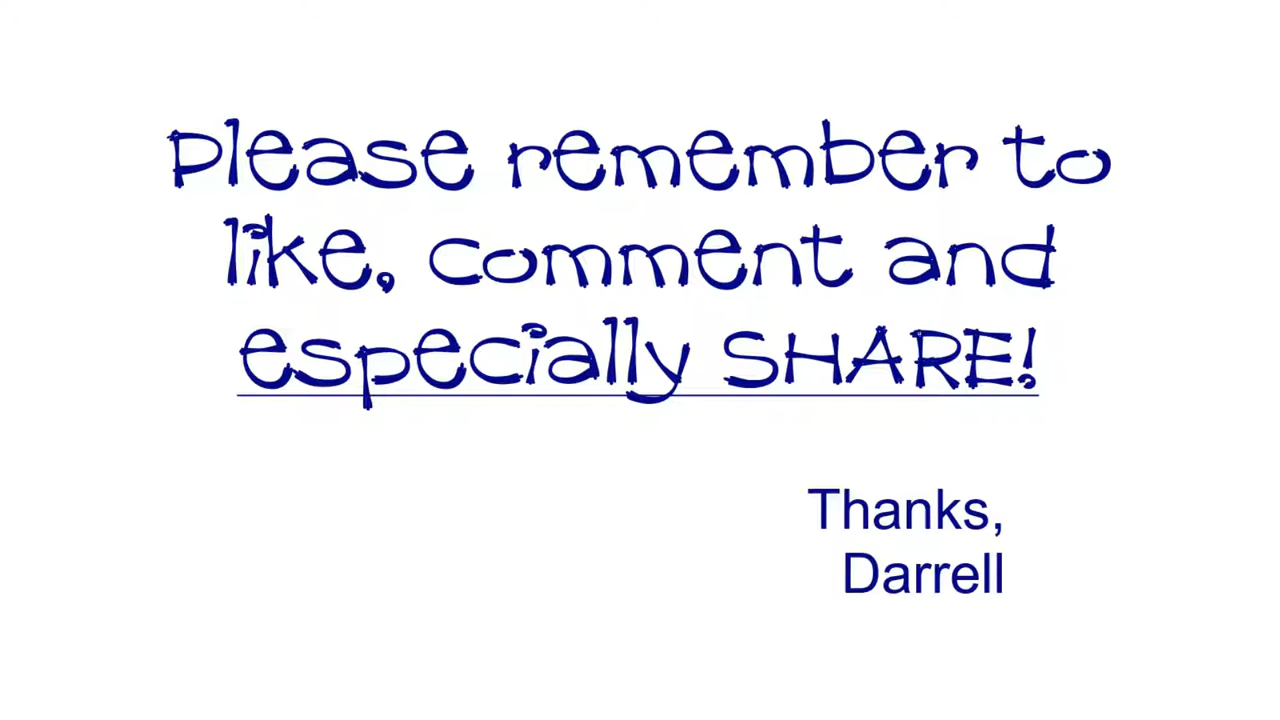 Please remember to
like, comment and
especially SHARE!
Thanks,
Darrell